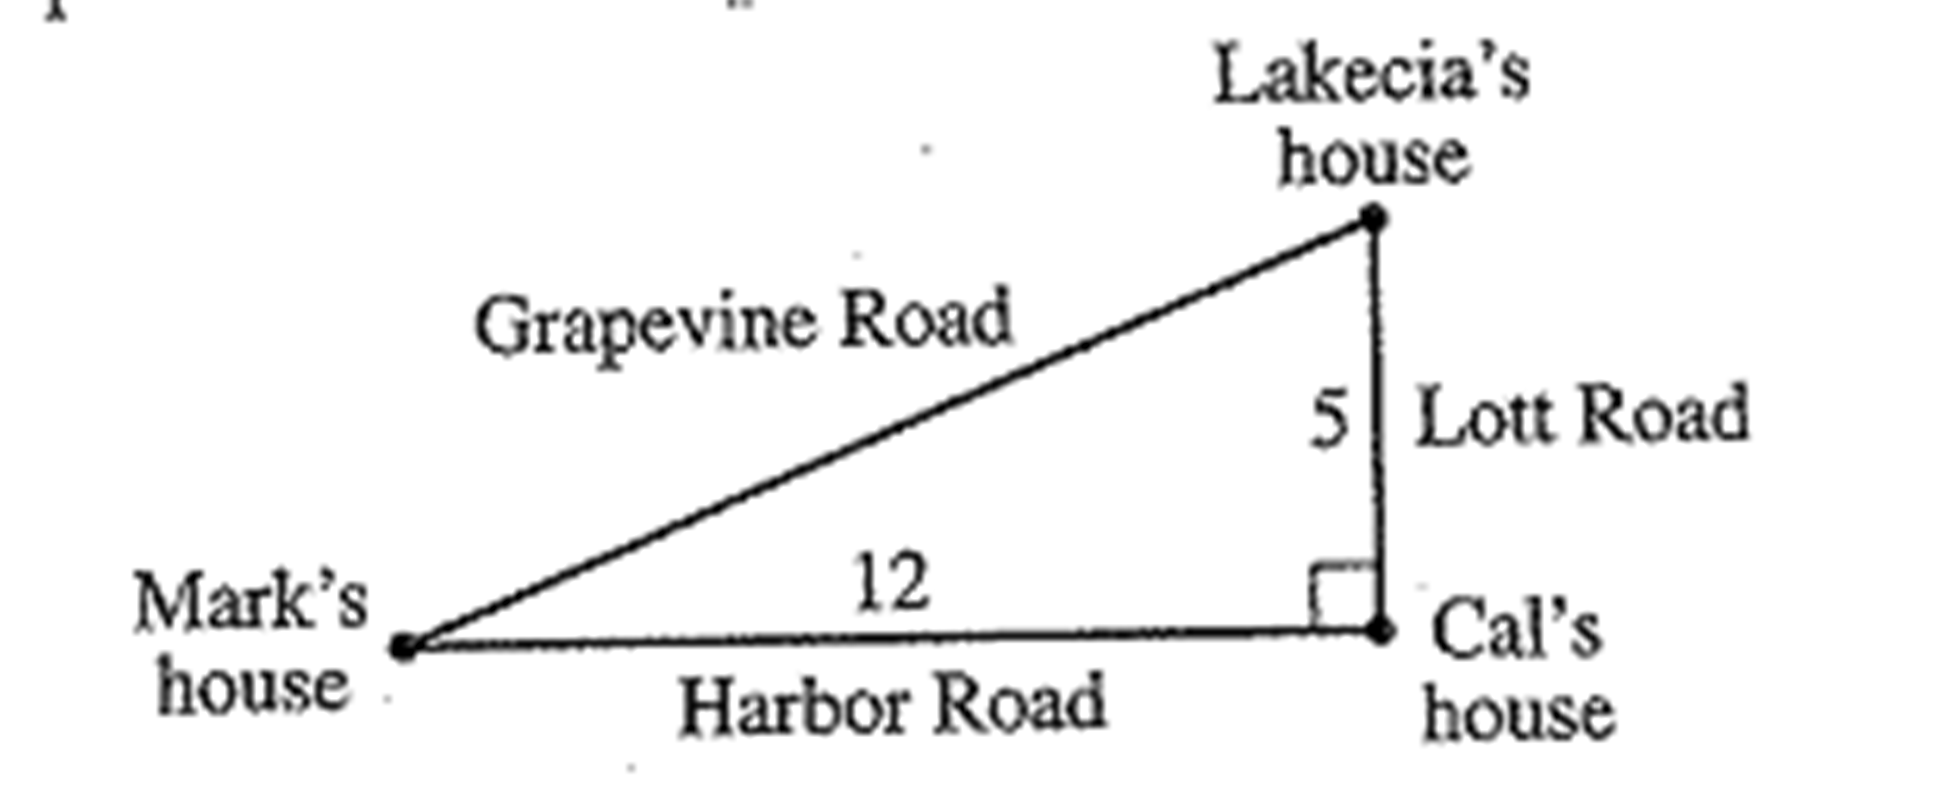 Lakecia's
house
Grapevine Road
5
Lott Road
12
Mark's
house
Harbor Road
Cal's
house